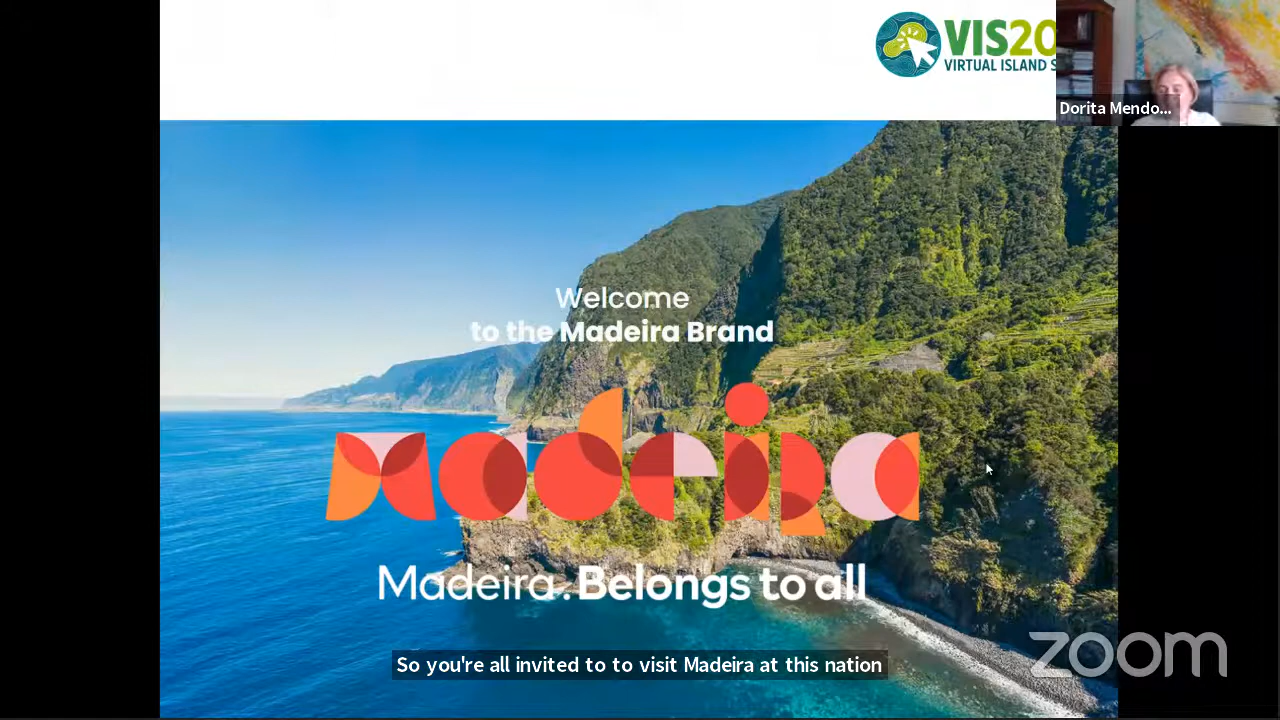 VIS20
VIRTUAL ISLAND S
Dorita Mendo...
Welcome
to the Madeira Brand
madeira
Madeira. Belongs to all
So you're all invited to to visit Madeira at this nation
zoom